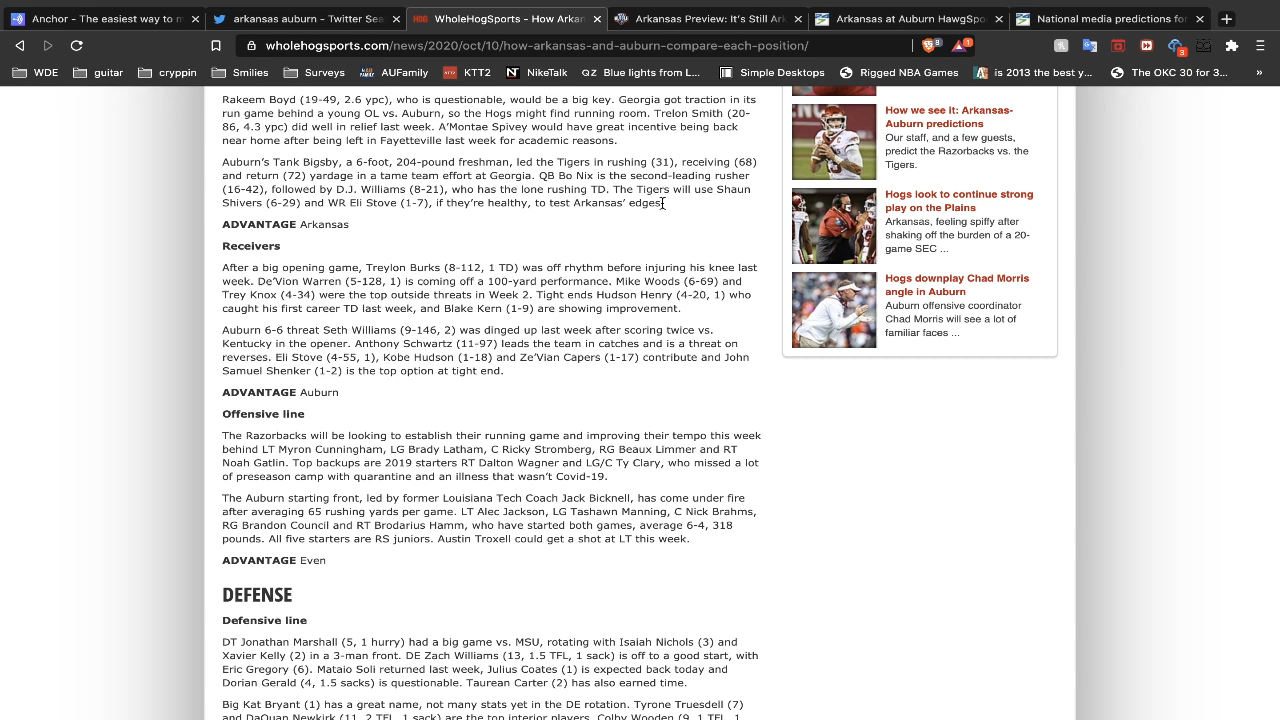 Anchor - The easiest way to m
arkansas auburn - Twitter Sea
WholeHogSports - How Arkan
Arkansas Preview: It's Still Ar
Arkansas at Auburn HawgSpor
National media predictions for
wholehogsports.com/news/2020/oct/10/how-arkansas-and-auburn-compare-each-position/
8
1
3
WDE guitar cryppin Smilies Surveys AUFamily KTT2 NikeTalk QZ Blue lights from L... Simple Desktops Rigged NBA Games is 2013 the best y... The OKC 30 for 3... »
Rakeem Boyd (19-49, 2.6 ypc), who is questionable, would be a big key. Georgia got traction in its
run game behind a young OL vs. Auburn, so the Hogs might find running room. Trelon Smith (20-
86, 4.3 ypc) did well in relief last week. A’Montae Spivey would have great incentive being back
near home after being left in Fayetteville last week for academic reasons.
Auburn’s Tank Bigsby, a 6-foot, 204-pound freshman, led the Tigers in rushing (31), receiving (68)
and return (72) yardage in a tame team effort at Georgia. QB Bo Nix is the second-leading rusher
(16-42), followed by D.J. Williams (8-21), who has the lone rushing TD. The Tigers will use Shaun
Shivers (6-29) and WR Eli Stove (1-7), if they’re healthy, to test Arkansas’ edges.
ADVANTAGE Arkansas
Receivers
After a big opening game, Treylon Burks (8-112, 1 TD) was off rhythm before injuring his knee last
week. De’Vion Warren (5-128, 1) is coming off a 100-yard performance. Mike Woods (6-69) and
Trey Knox (4-34) were the top outside threats in Week 2. Tight ends Hudson Henry (4-20, 1) who
caught his first career TD last week, and Blake Kern (1-9) are showing improvement.
Auburn 6-6 threat Seth Williams (9-146, 2) was dinged up last week after scoring twice vs.
Kentucky in the opener. Anthony Schwartz (11-97) leads the team in catches and is a threat on
reverses. Eli Stove (4-55, 1), Kobe Hudson (1-18) and Ze’Vian Capers (1-17) contribute and John
Samuel Shenker (1-2) is the top option at tight end.
ADVANTAGE Auburn
Offensive line
The Razorbacks will be looking to establish their running game and improving their tempo this week
behind LT Myron Cunningham, LG Brady Latham, C Ricky Stromberg, RG Beaux Limmer and RT
Noah Gatlin. Top backups are 2019 starters RT Dalton Wagner and LG/C Ty Clary, who missed a lot
of preseason camp with quarantine and an illness that wasn’t Covid-19.
The Auburn starting front, led by former Louisiana Tech Coach Jack Bicknell, has come under fire
after averaging 65 rushing yards per game. LT Alec Jackson, LG Tashawn Manning, C Nick Brahms,
RG Brandon Council and RT Brodarius Hamm, who have started both games, average 6-4, 318
pounds. All five starters are RS juniors. Austin Troxell could get a shot at LT this week.
ADVANTAGE Even
DEFENSE
Defensive line
DT Jonathan Marshall (5, 1 hurry) had a big game vs. MSU, rotating with Isaiah Nichols (3) and
Xavier Kelly (2) in a 3-man front. DE Zach Williams (13, 1.5 TFL, 1 sack) is off to a good start, with
Eric Gregory (6). Mataio Soli returned last week, Julius Coates (1) is expected back today and
Dorian Gerald (4, 1.5 sacks) is questionable. Taurean Carter (2) has also earned time.
Big Kat Bryant (1) has a great name, not many stats yet in the DE rotation. Tyrone Truesdell (7)
and DaQuan Newkirk (11, 2 TFL, 1 sack) are the top interior players. Colby Wooden (9, 1 TFL, 1
How we see it: Arkansas-
Auburn predictions
Our staff, and a few guests,
predict the Razorbacks vs. the
Tigers.
Hogs look to continue strong
play on the Plains
Arkansas, feeling spiffy after
shaking off the burden of a 20-
game SEC ...
Hogs downplay Chad Morris
angle in Auburn
Auburn offensive coordinator
Chad Morris will see a lot of
familiar faces ...